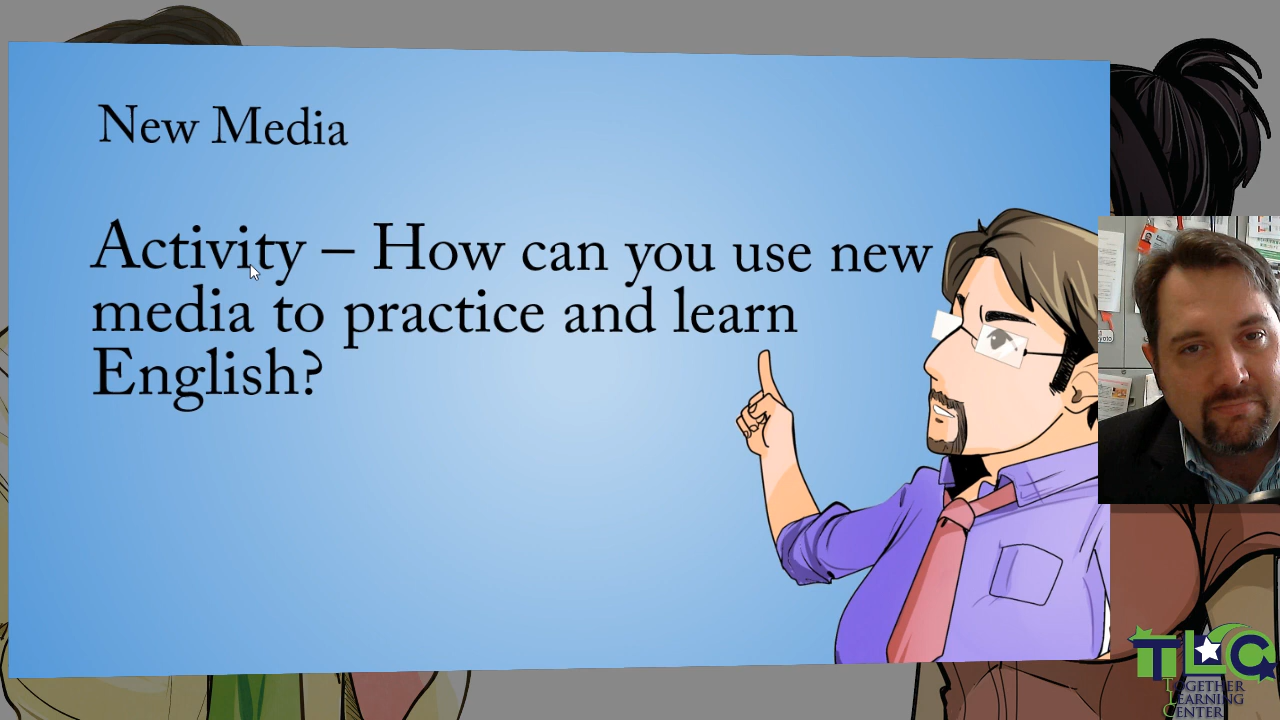 New Media
Activity – How can you use new
media to practice and learn
English?
TLC
TOGETHER
LEARNING
CENTER